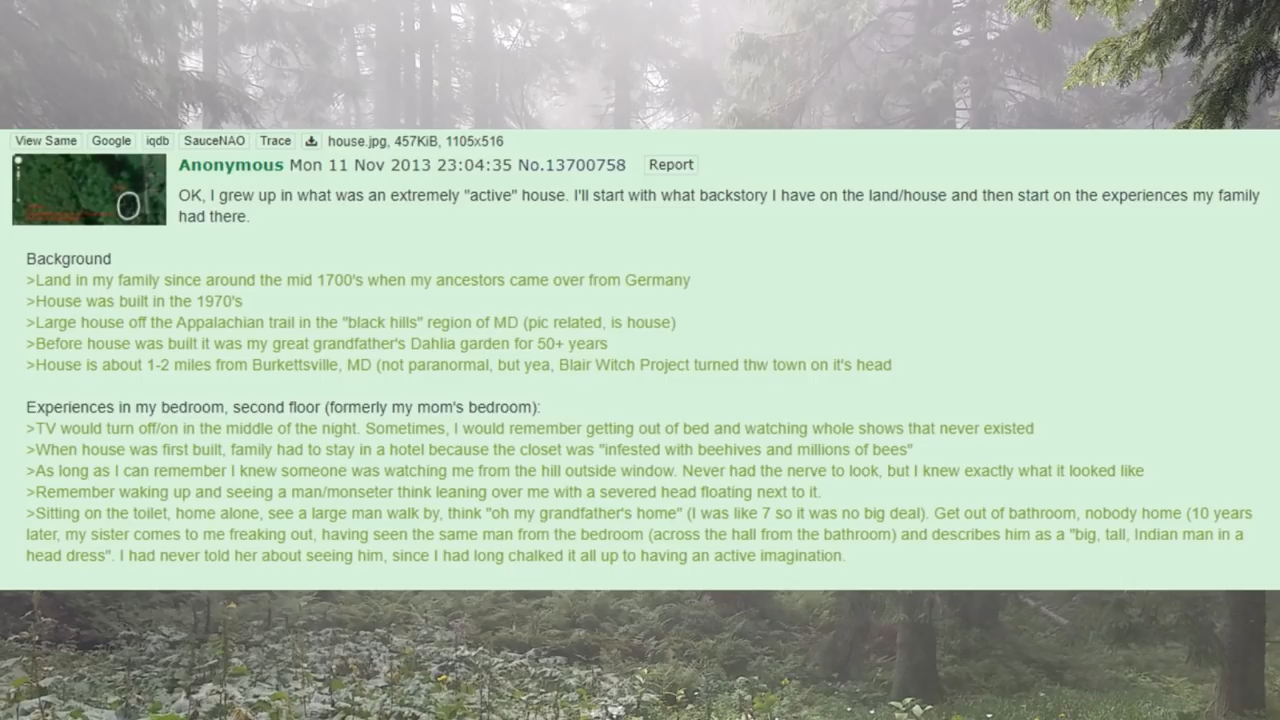 View Same Google iqdb SauceNAO Trace house.jpg, 457KiB, 1105x516
Anonymous Mon 11 Nov 2013 23:04:35 No.13700758 Report
OK, I grew up in what was an extremely "active" house. I'll start with what backstory I have on the land/house and then start on the experiences my family
had there.
Background
>Land in my family since around the mid 1700's when my ancestors came over from Germany
>House was built in the 1970's
>Large house off the Appalachian trail in the "black hills" region of MD (pic related, is house)
>Before house was built it was my great grandfather's Dahlia garden for 50+ years
>House is about 1-2 miles from Burkettsville, MD (not paranormal, but yea, Blair Witch Project turned thw town on it's head
Experiences in my bedroom, second floor (formerly my mom's bedroom):
>TV would turn off/on in the middle of the night. Sometimes, I would remember getting out of bed and watching whole shows that never existed
>When house was first built, family had to stay in a hotel because the closet was "infested with beehives and millions of bees"
>As long as I can remember I knew someone was watching me from the hill outside window. Never had the nerve to look, but I knew exactly what it looked like
>Remember waking up and seeing a man/monseter think leaning over me with a severed head floating next to it.
>Sitting on the toilet, home alone, see a large man walk by, think "oh my grandfather's home" (I was like 7 so it was no big deal). Get out of bathroom, nobody home (10 years
later, my sister comes to me freaking out, having seen the same man from the bedroom (across the hall from the bathroom) and describes him as a "big, tall, Indian man in a
head dress". I had never told her about seeing him, since I had long chalked it all up to having an active imagination.